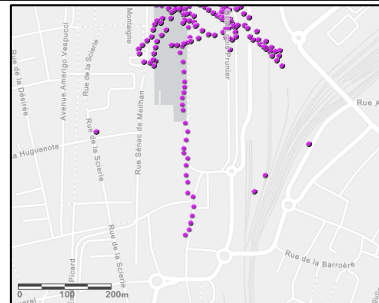 Montaigne
Avenue Amerigo Vespucci
Rue de la Désirée
Rue de la Scierie
Prunier
Rue A
a Huguenote
Rue de la Scierie
Rue Sénac de Meilhan
Rue de la Scierie
Picard
Rue de la Barroère
0
100
200m